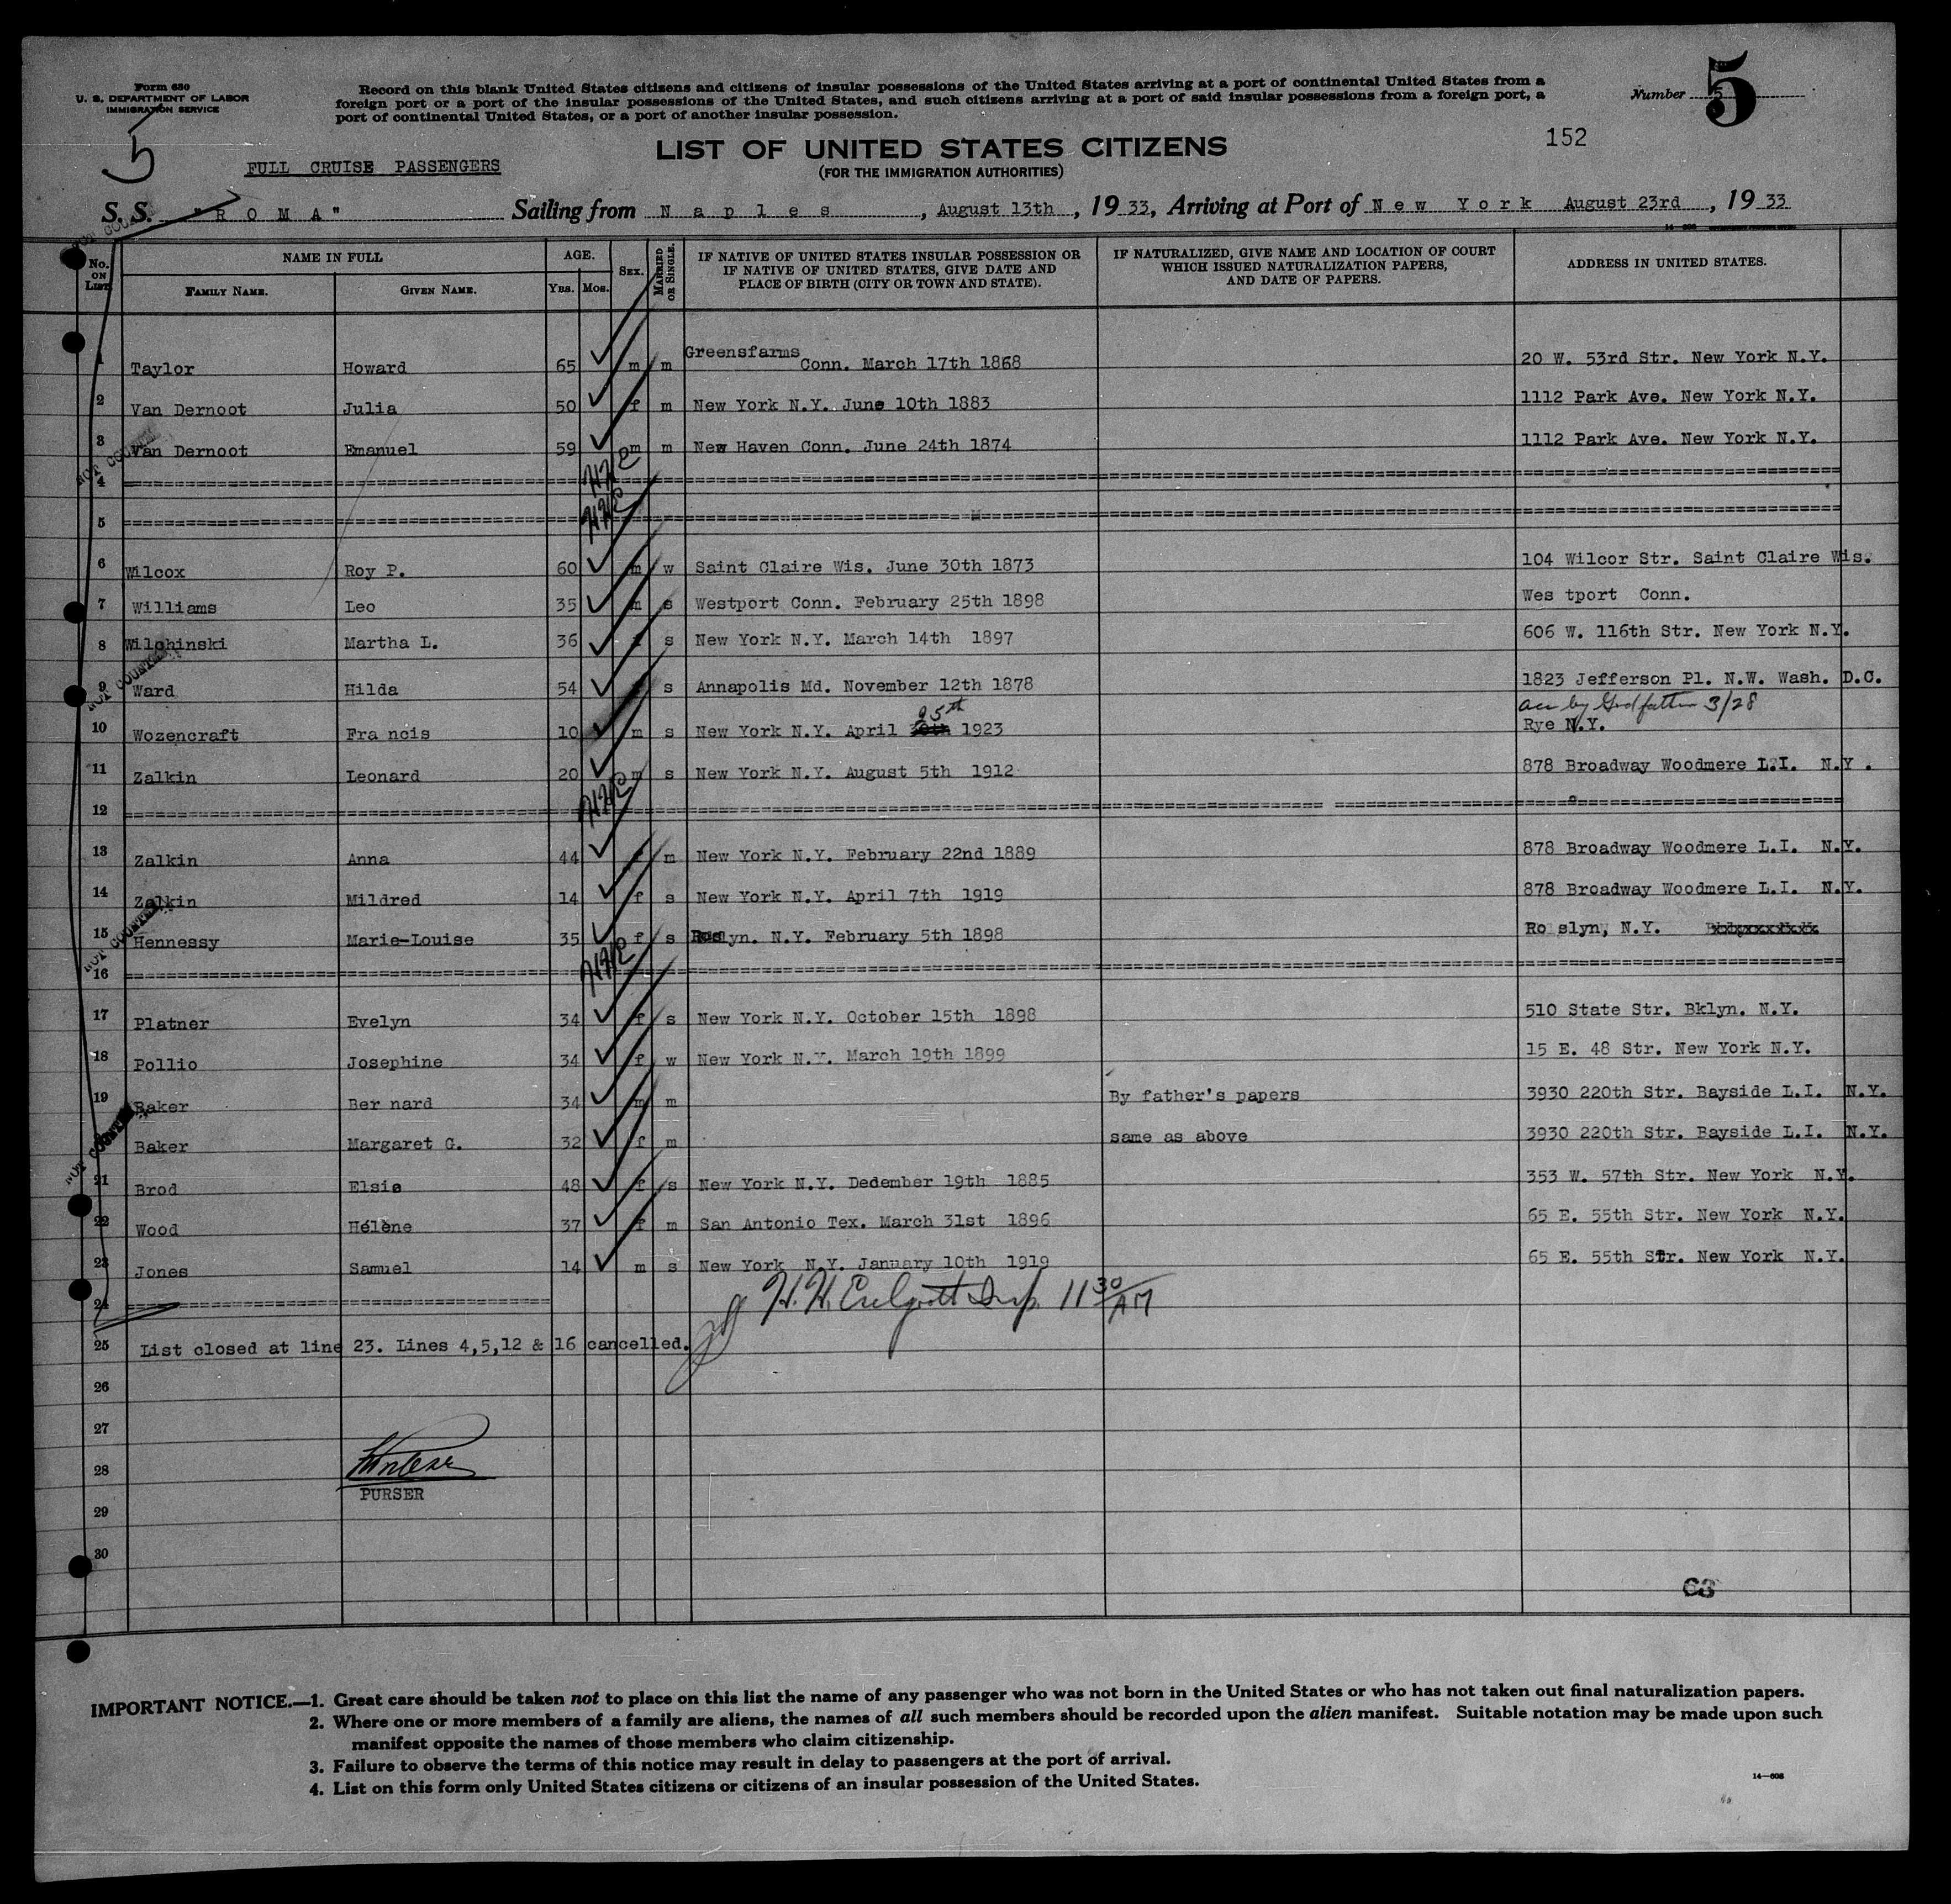 Form 630
U. S. DEPARTMENT OF LABOR
IMMIGRATION SERVICE
Record on this blank United States citizens and citizens of insular possessions of the United States arriving at a port of continental United States from a
foreign port or a port of the insular possessions of the United States, and such citizens arriving at a port of said insular possessions from a foreign port, a
port of continental United States, or a port of another insular possession.
Number 5
5
5
152
LIST OF UNITED STATES CITIZENS
(FOR THE IMMIGRATION AUTHORITIES)
FULL CRUISE PASSENGERS
S. S. "R O M A" Sailing from N a p l e s , August 13th , 19 33, Arriving at Port of N e w Y o r k August 23rd , 19 33
No. ON LIST. NAME IN FULL AGE. SEX. MARRIED OR SINGLE. IF NATIVE OF UNITED STATES INSULAR POSSESSION OR IF NATIVE OF UNITED STATES, GIVE DATE AND PLACE OF BIRTH (CITY OR TOWN AND STATE). IF NATURALIZED, GIVE NAME AND LOCATION OF COURT WHICH ISSUED NATURALIZATION PAPERS, AND DATE OF PAPERS. ADDRESS IN UNITED STATES.
FAMILY NAME. GIVEN NAME. YRS. MOS.
1 Taylor Howard 65 m m Greensfarms Conn. March 17th 1868 20 W. 53rd Str. New York N.Y.
2 Van Dernoot Julia 50 f m New York N.Y. June 10th 1883 1112 Park Ave. New York N.Y.
3 Van Dernoot Emanuel 59 m m New Haven Conn. June 24th 1874 1112 Park Ave. New York N.Y.
4
5
6 Wilcox Roy P. 60 m w Saint Claire Wis. June 30th 1873 104 Wilcor Str. Saint Claire Wis.
7 Williams Leo 35 m s Westport Conn. February 25th 1898 Wes tport Conn.
8 Wilchinski Martha L. 36 f s New York N.Y. March 14th 1897 606 W. 116th Str. New York N.Y.
9 Ward Hilda 54 f s Annapolis Md. November 12th 1878 1823 Jefferson Pl. N.W. Wash. D.C.
acc by Godfather 3/28
10 Wozencraft Fra ncis 10 m s New York N.Y. April 25th 1923 Rye N.Y.
11 Zalkin Leonard 20 m s New York N.Y. August 5th 1912 878 Broadway Woodmere L.I. N.Y.
12
13 Zalkin Anna 44 f m New York N.Y. February 22nd 1889 878 Broadway Woodmere L.I. N.Y.
14 Zalkin Mildred 14 f s New York N.Y. April 7th 1919 878 Broadway Woodmere L.I. N.Y.
15 Hennessy Marie-Louise 35 f s Roslyn. N.Y. February 5th 1898 Ro slyn, N.Y.
16
17 Platner Evelyn 34 f s New York N.Y. October 15th 1898 510 State Str. Bklyn. N.Y.
18 Pollio Josephine 34 f w New York N.Y. March 19th 1899 15 E. 48 Str. New York N.Y.
19 Baker Ber nard 34 m m By father's papers 3930 220th Str. Bayside L.I. N.Y.
Baker Margaret G. 32 f m same as above 3930 220th Str. Bayside L.I. N.Y.
21 Brod Elsie 48 f s New York N.Y. Dedember 19th 1885 353 W. 57th Str. New York N.Y.
22 Wood Hélène 37 f m San Antonio Tex. March 31st 1896 65 E. 55th Str. New York N.Y.
23 Jones Samuel 14 m s New York N.Y. January 10th 1919 65 E. 55th Str. New York N.Y.
24 H. H. Insp. 11 30 AM
25 List closed at line 23. Lines 4,5,12 & 16 cancelled.
26
27
28
PURSER
29
30
63
IMPORTANT NOTICE.—1. Great care should be taken not to place on this list the name of any passenger who was not born in the United States or who has not taken out final naturalization papers.
2. Where one or more members of a family are aliens, the names of all such members should be recorded upon the alien manifest. Suitable notation may be made upon such
manifest opposite the names of those members who claim citizenship.
3. Failure to observe the terms of this notice may result in delay to passengers at the port of arrival.
4. List on this form only United States citizens or citizens of an insular possession of the United States.
14—608